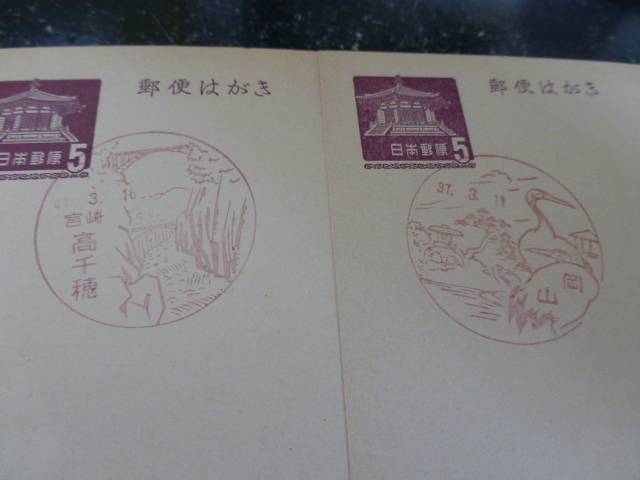 郵便はがき
日本郵便 5
3. 16
宮崎
高千穂
郵便はがき
日本郵便 5
37. 3. 11
岡山